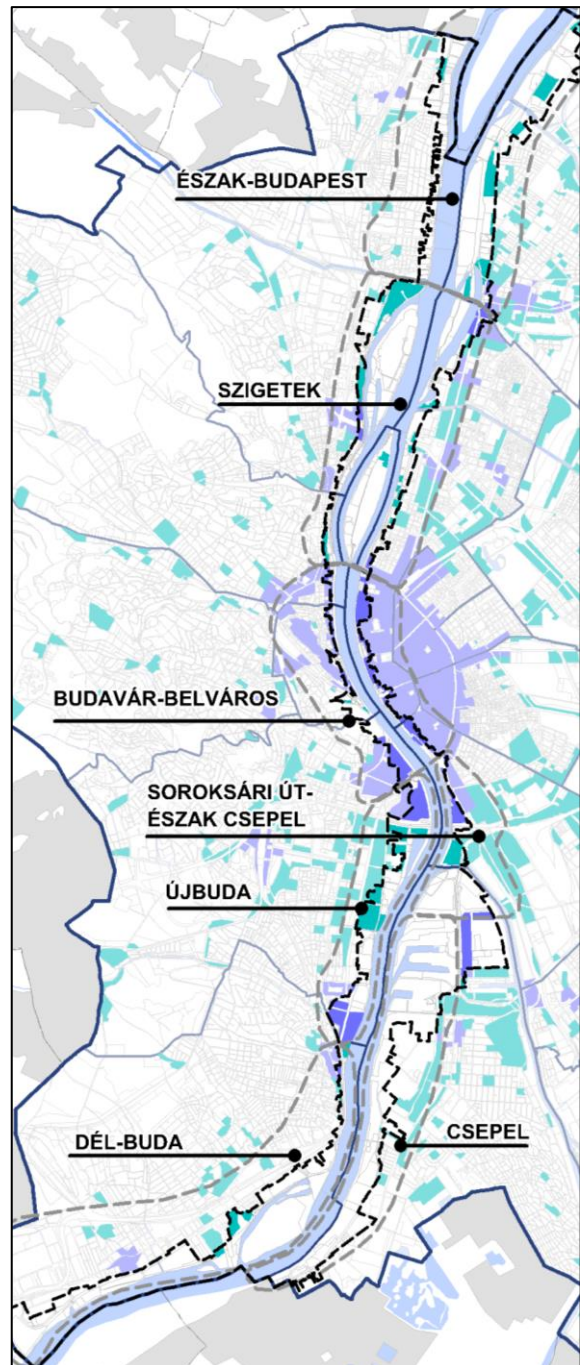 ÉSZAK-BUDAPEST
SZIGETEK
BUDAVÁR-BELVÁROS
SOROKSÁRI ÚT-
ÉSZAK CSEPEL
ÚJBUDA
DÉL-BUDA
CSEPEL